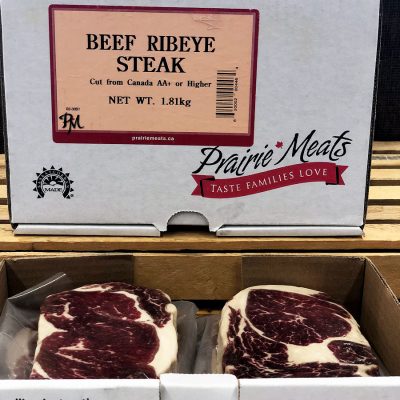 BEEF RIBEYE
STEAK
Cut from Canada AA+ or Higher
NET WT. 1.81kg
PM
prairiemeats.ca
Prairie Meats
TASTE FAMILIES LOVE
MADE